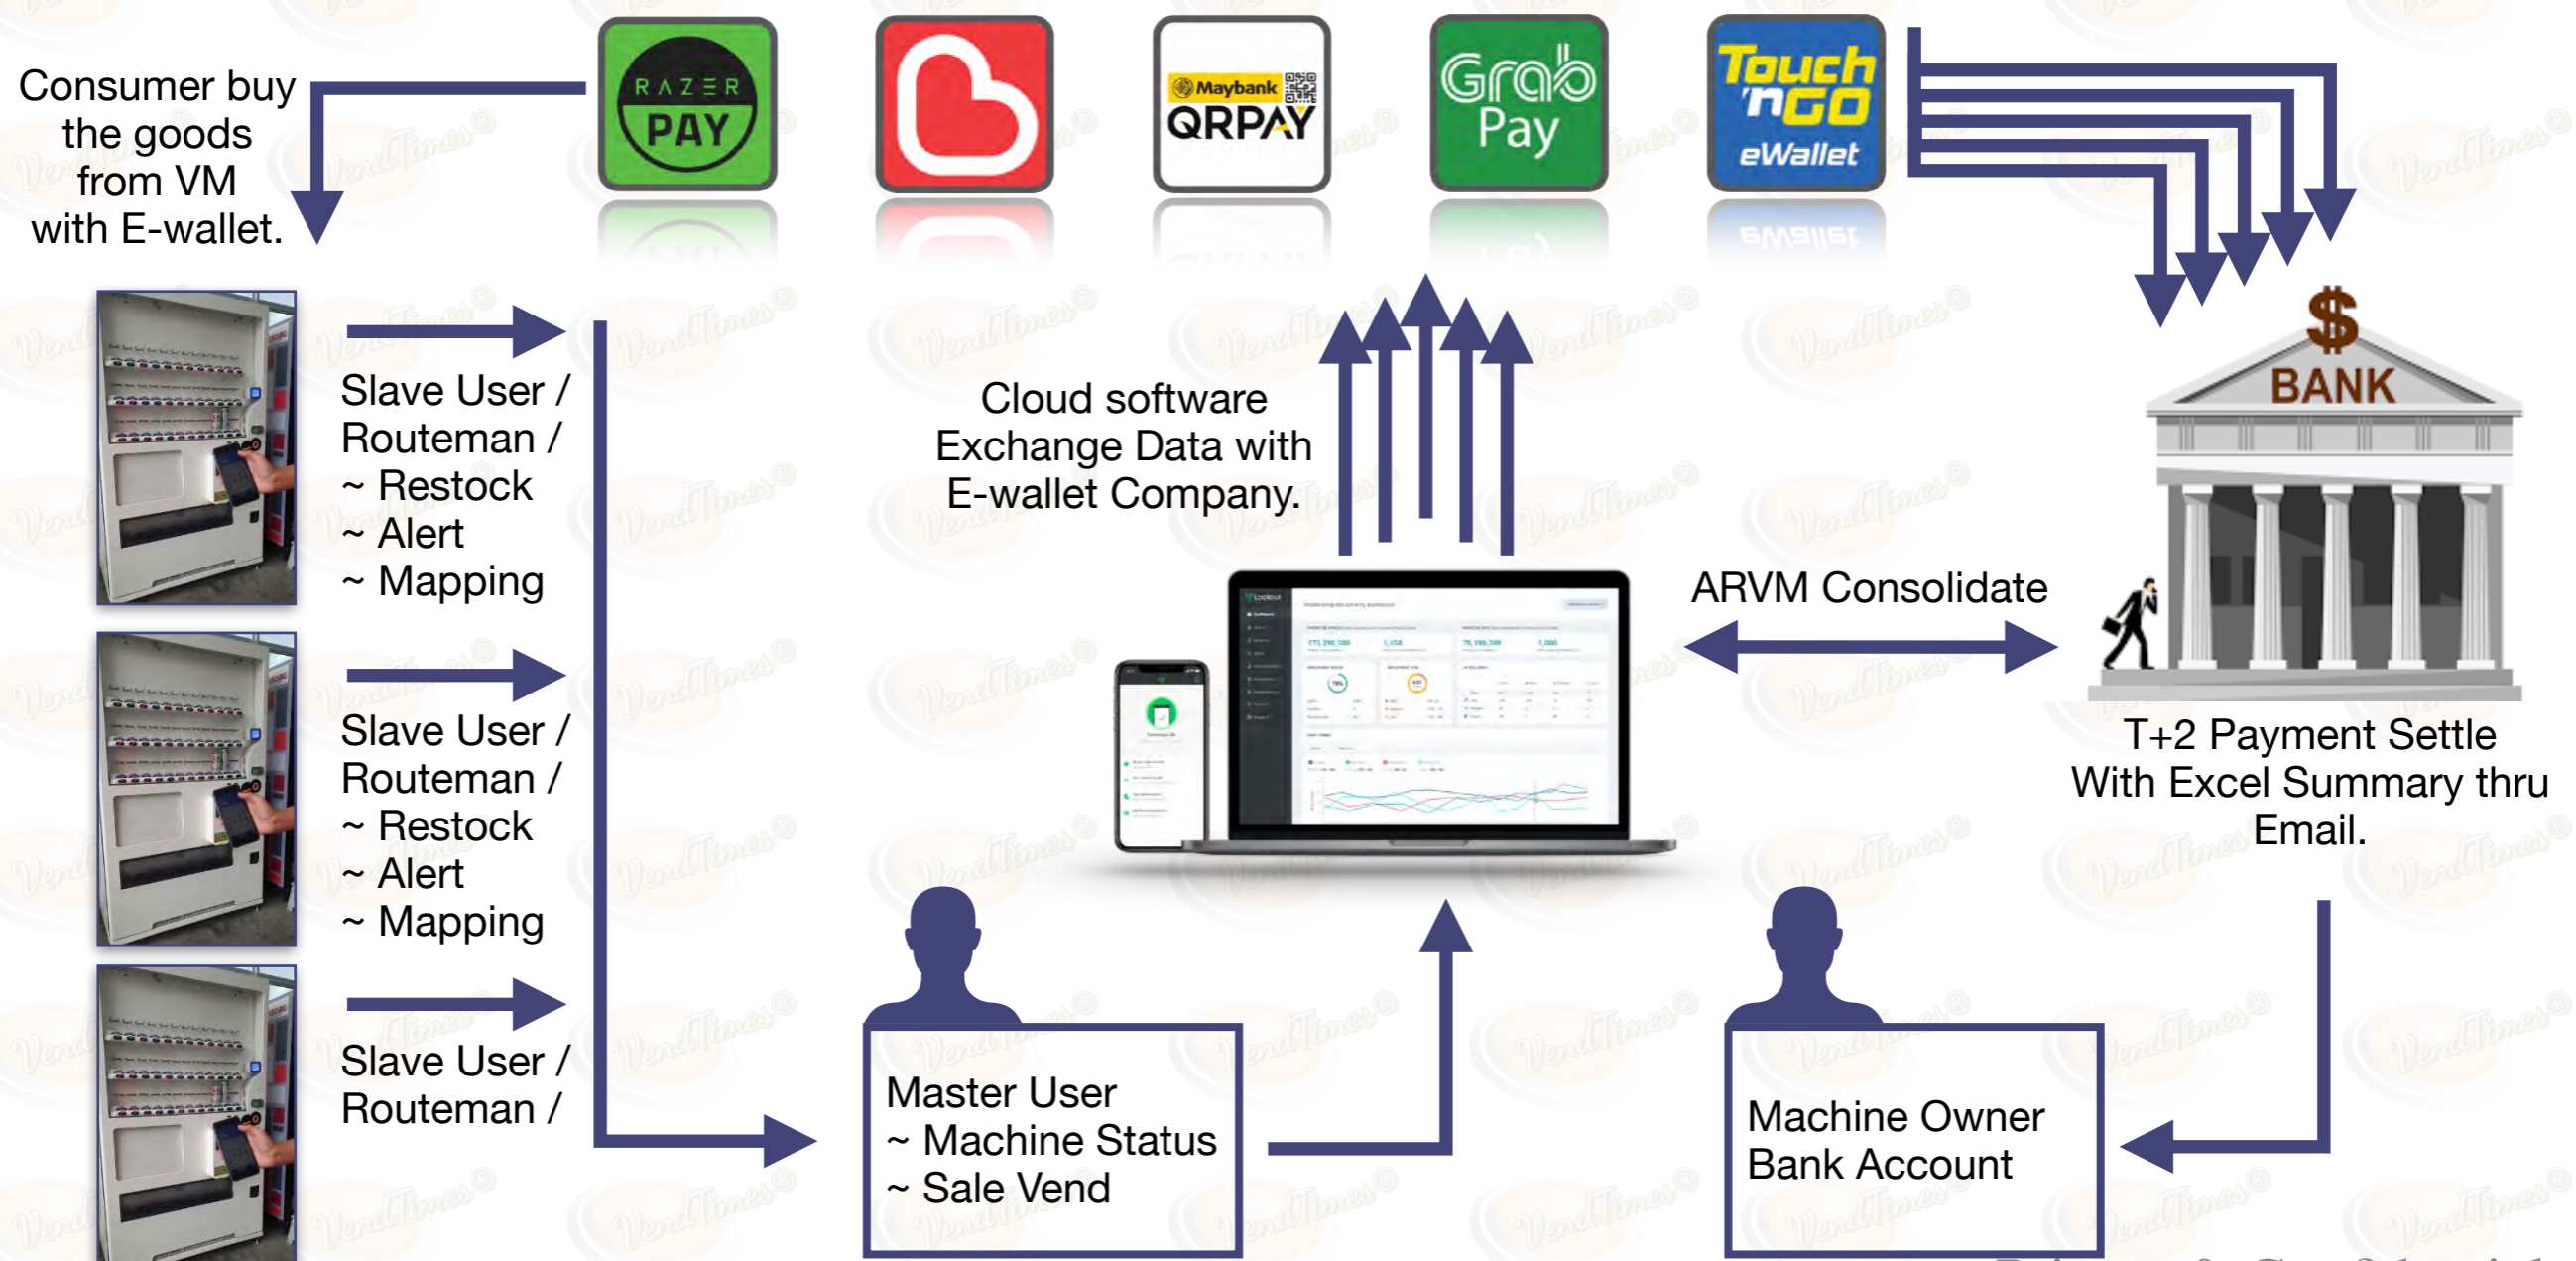 Consumer buy
the goods
from VM
with E-wallet.
RAZER
PAY
Maybank
QRPAY
Grab
Pay
Touch
'nGO
eWallet
Slave User /
Routeman /
~ Restock
~ Alert
~ Mapping
Cloud software
Exchange Data with
E-wallet Company.
$
BANK
ARVM Consolidate
T+2 Payment Settle
With Excel Summary thru
Email.
Slave User /
Routeman /
~ Restock
~ Alert
~ Mapping
Slave User /
Routeman /
Master User
~ Machine Status
~ Sale Vend
Machine Owner
Bank Account
VendTimes®